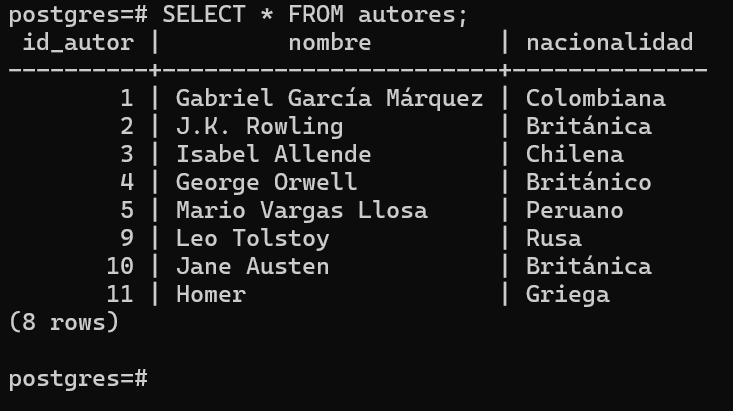 postgres=# SELECT * FROM autores;
 id_autor |         nombre         | nacionalidad
----------+------------------------+--------------
        1 | Gabriel García Márquez | Colombiana
        2 | J.K. Rowling           | Británica
        3 | Isabel Allende         | Chilena
        4 | George Orwell          | Británico
        5 | Mario Vargas Llosa     | Peruano
        9 | Leo Tolstoy            | Rusa
       10 | Jane Austen            | Británica
       11 | Homer                  | Griega
(8 rows)
postgres=#